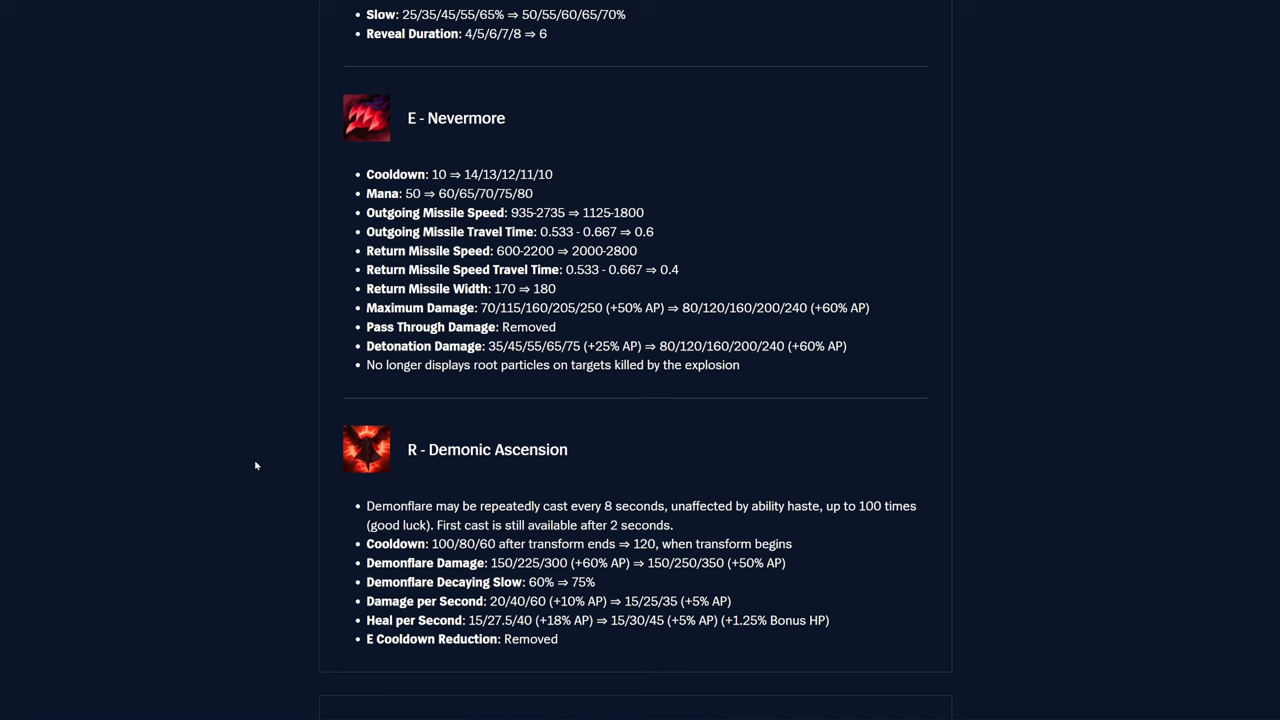 • Slow: 25/35/45/55/65% ⇒ 50/55/60/65/70%
• Reveal Duration: 4/5/6/7/8 ⇒ 6
E - Nevermore
• Cooldown: 10 ⇒ 14/13/12/11/10
• Mana: 50 ⇒ 60/65/70/75/80
• Outgoing Missile Speed: 935-2735 ⇒ 1125-1800
• Outgoing Missile Travel Time: 0.533 - 0.667 ⇒ 0.6
• Return Missile Speed: 600-2200 ⇒ 2000-2800
• Return Missile Speed Travel Time: 0.533 - 0.667 ⇒ 0.4
• Return Missile Width: 170 ⇒ 180
• Maximum Damage: 70/115/160/205/250 (+50% AP) ⇒ 80/120/160/200/240 (+60% AP)
• Pass Through Damage: Removed
• Detonation Damage: 35/45/55/65/75 (+25% AP) ⇒ 80/120/160/200/240 (+60% AP)
• No longer displays root particles on targets killed by the explosion
R - Demonic Ascension
• Demonflare may be repeatedly cast every 8 seconds, unaffected by ability haste, up to 100 times
(good luck). First cast is still available after 2 seconds.
• Cooldown: 100/80/60 after transform ends ⇒ 120, when transform begins
• Demonflare Damage: 150/225/300 (+60% AP) ⇒ 150/250/350 (+50% AP)
• Demonflare Decaying Slow: 60% ⇒ 75%
• Damage per Second: 20/40/60 (+10% AP) ⇒ 15/25/35 (+5% AP)
• Heal per Second: 15/27.5/40 (+18% AP) ⇒ 15/30/45 (+5% AP) (+1.25% Bonus HP)
• E Cooldown Reduction: Removed